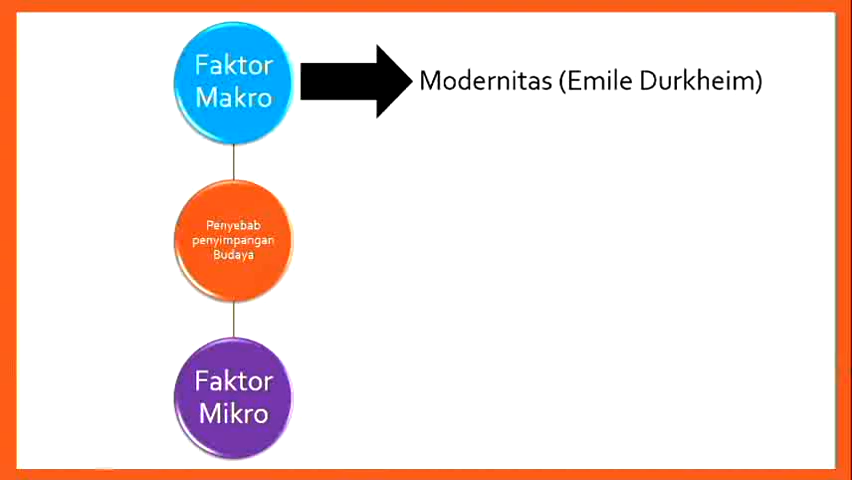 Faktor
Makro
Modernitas (Emile Durkheim)
Penyebab
penyimpangan
Budaya
Faktor
Mikro